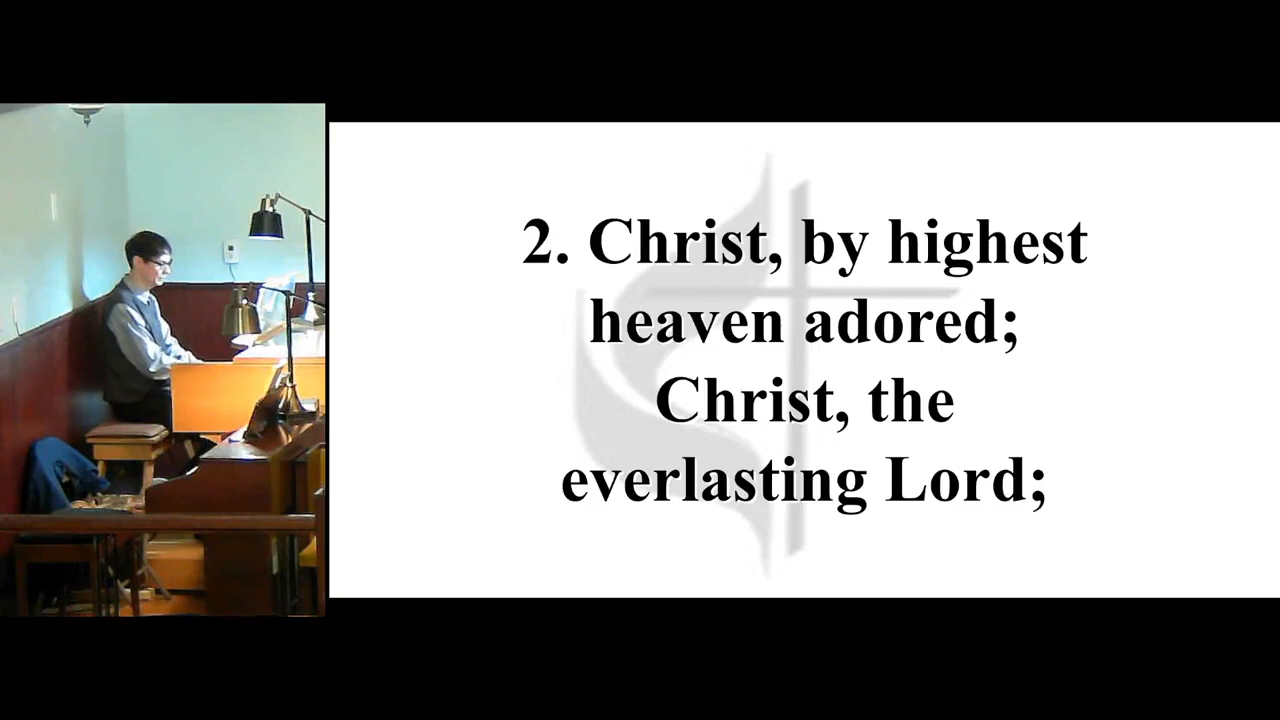 2. Christ, by highest
heaven adored;
Christ, the
everlasting Lord;